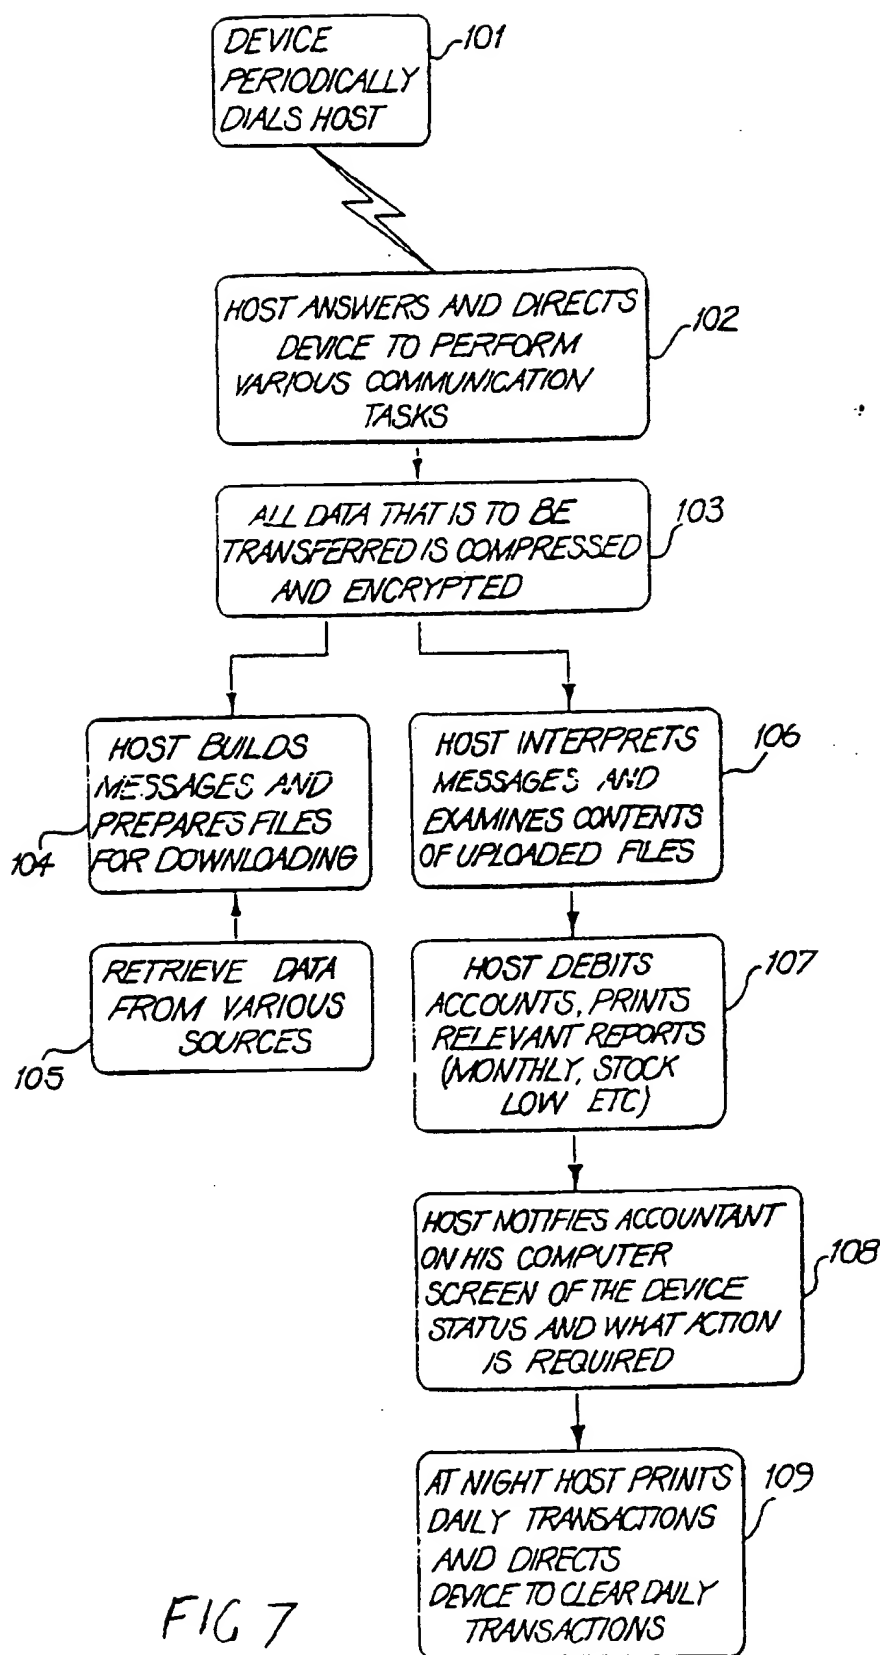 DEVICE
PERIODICALLY
DIALS HOST
101
HOST ANSWERS AND DIRECTS
DEVICE TO PERFORM
VARIOUS COMMUNICATION
TASKS
102
ALL DATA THAT IS TO BE
TRANSFERRED IS COMPRESSED
AND ENCRYPTED
103
HOST BUILDS
MESSAGES AND
PREPARES FILES
FOR DOWNLOADING
104
RETRIEVE DATA
FROM VARIOUS
SOURCES
105
HOST INTERPRETS
MESSAGES AND
EXAMINES CONTENTS
OF UPLOADED FILES
106
HOST DEBITS
ACCOUNTS, PRINTS
RELEVANT REPORTS
(MONTHLY, STOCK
LOW ETC)
107
HOST NOTIFIES ACCOUNTANT
ON HIS COMPUTER
SCREEN OF THE DEVICE
STATUS AND WHAT ACTION
IS REQUIRED
108
AT NIGHT HOST PRINTS
DAILY TRANSACTIONS
AND DIRECTS
DEVICE TO CLEAR DAILY
TRANSACTIONS
109
FIG 7